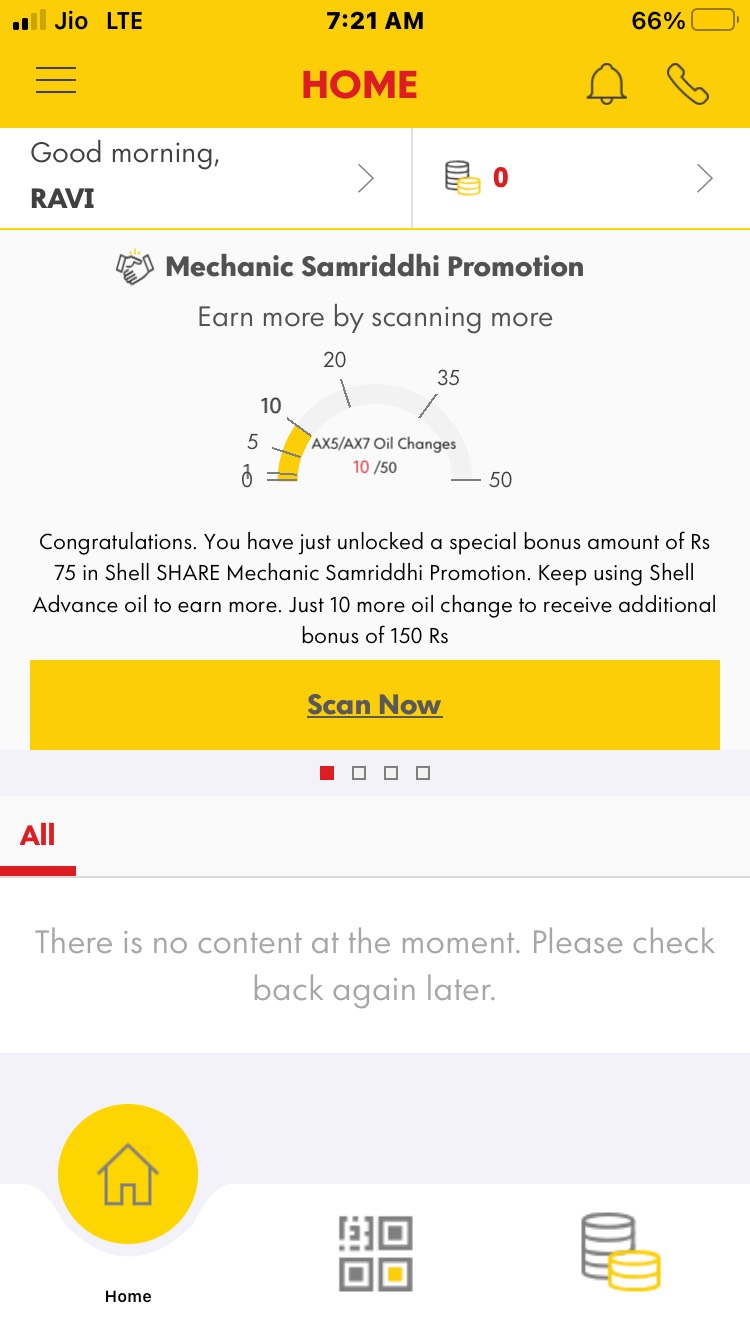 Jio LTE 7:21 AM 66%
HOME
Good morning,
RAVI
0
Mechanic Samriddhi Promotion
Earn more by scanning more
20
35
10
5
1
0
50
AX5/AX7 Oil Changes
10 /50
Congratulations. You have just unlocked a special bonus amount of Rs
75 in Shell SHARE Mechanic Samriddhi Promotion. Keep using Shell
Advance oil to earn more. Just 10 more oil change to receive additional
bonus of 150 Rs
Scan Now
All
There is no content at the moment. Please check
back again later.
Home